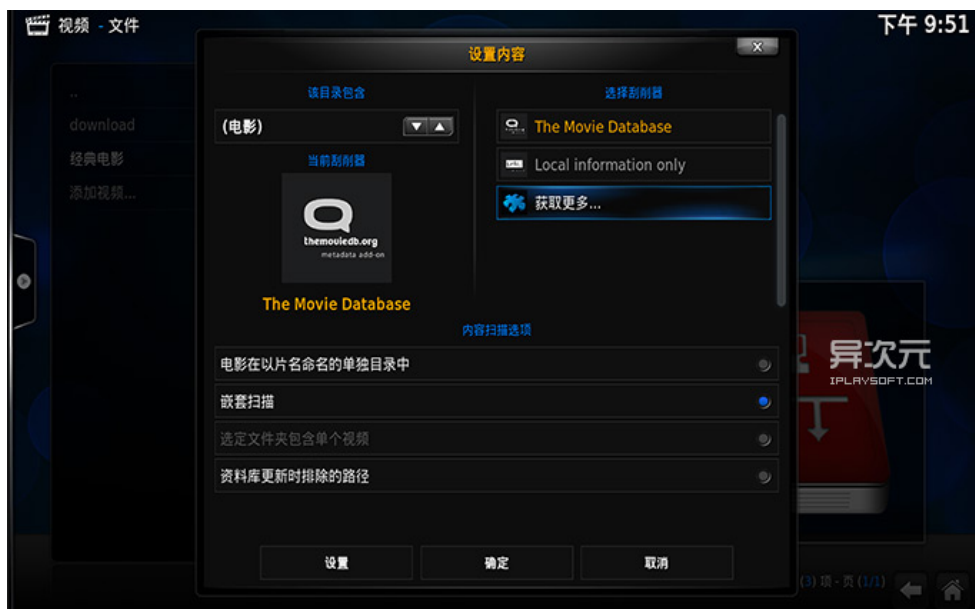 视频 - 文件
下午 9:51
设置内容
X
..
download
经典电影
添加视频...
该目录包含
(电影)
当前刮削器
themoviedb.org
metadata add-on
The Movie Database
选择刮削器
The Movie Database
Local information only
获取更多...
内容扫描选项
电影在以片名命名的单独目录中
嵌套扫描
选定文件夹包含单个视频
资料库更新时排除的路径
设置
确定
取消
异次元
IPLAYSOFT.COM
(3) 项 - 页 (1/1)